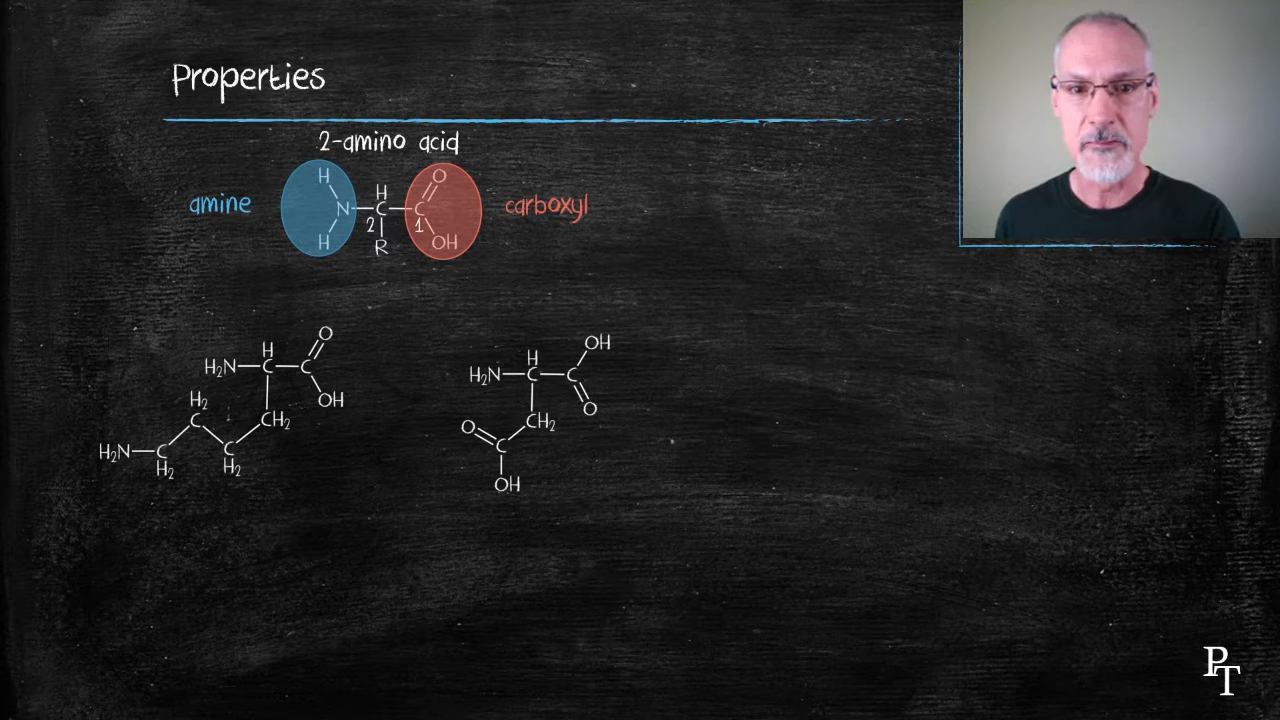 Properties
2-amino acid
amine
H
H
N
H
C
2
R
C
1
O
OH
carboxyl
H₂N
H
C
C
O
OH
CH₂
H₂
C
C
H₂
H₂N
C
H₂
H₂N
H
C
C
OH
O
CH₂
O
C
OH
PT